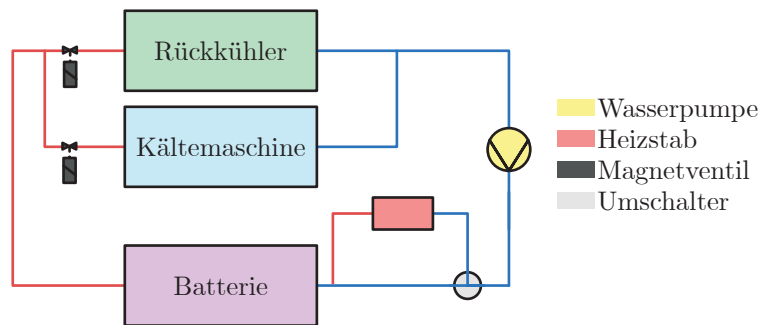 Rückkühler
Kältemaschine
Batterie
Wasserpumpe
Heizstab
Magnetventil
Umschalter